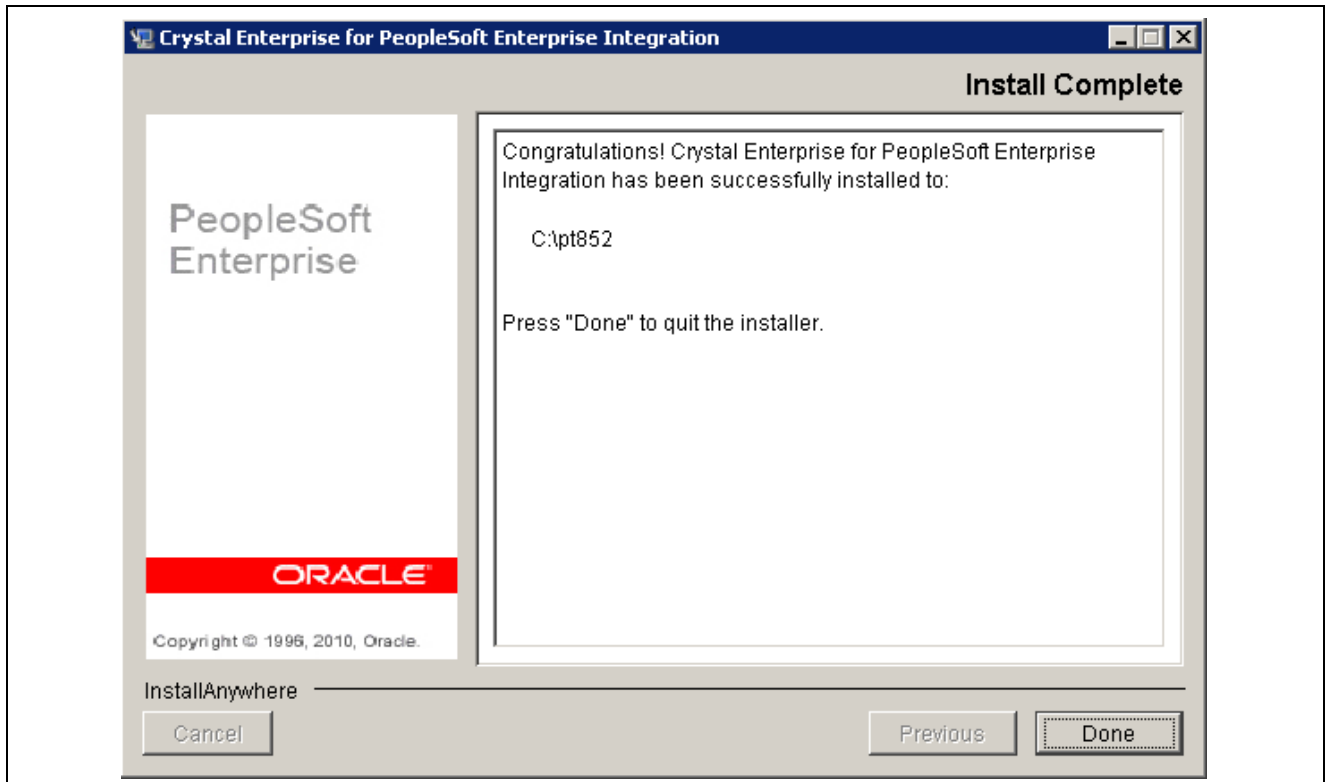 Crystal Enterprise for PeopleSoft Enterprise Integration
Install Complete
PeopleSoft
Enterprise
ORACLE
Copyright © 1996, 2010, Oracle.
Congratulations! Crystal Enterprise for PeopleSoft Enterprise
Integration has been successfully installed to:
C:\pt852
Press "Done" to quit the installer.
InstallAnywhere
Cancel
Previous
Done